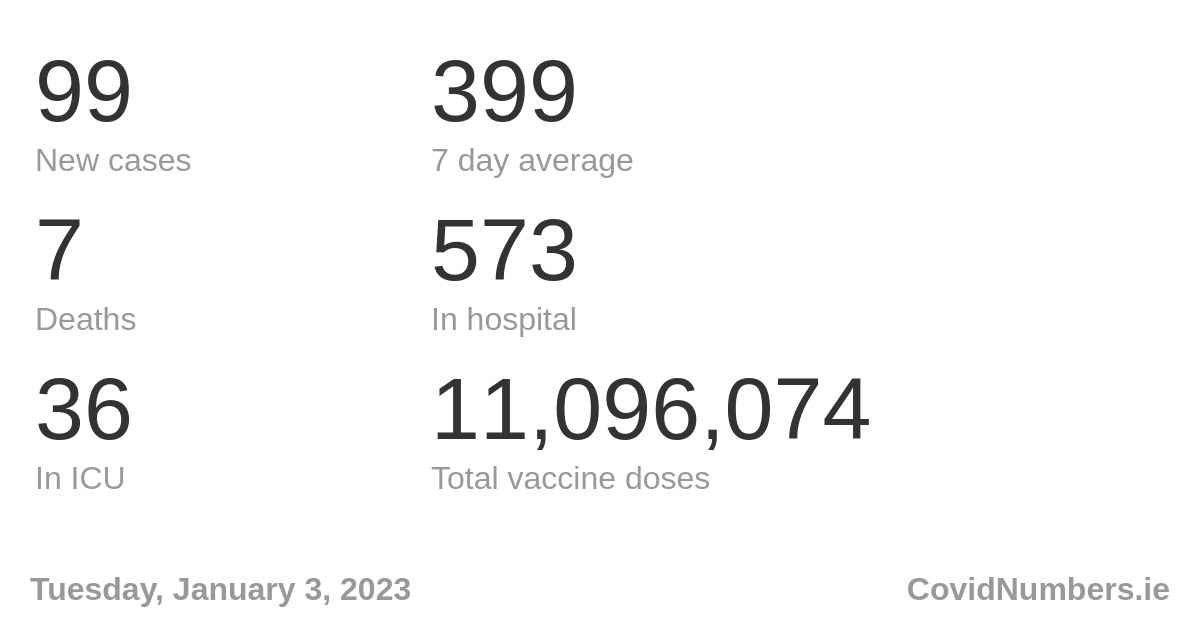 99
399
New cases
7 day average
7
573
Deaths
In hospital
36
11,096,074
In ICU
Total vaccine doses
Tuesday, January 3, 2023
CovidNumbers.ie